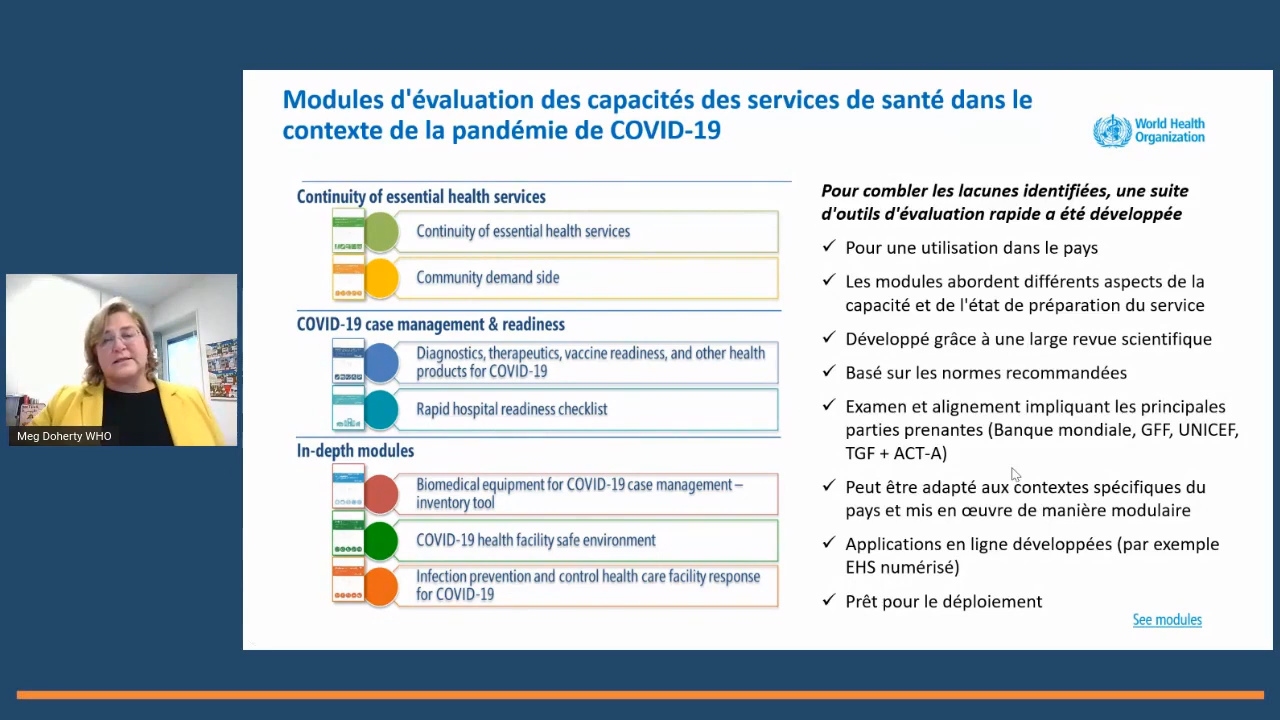 Modules d'évaluation des capacités des services de santé dans le
contexte de la pandémie de COVID-19
World Health
Organization
Continuity of essential health services
Continuity of essential health services
Community demand side
COVID-19 case management & readiness
Diagnostics, therapeutics, vaccine readiness, and other health
products for COVID-19
Rapid hospital readiness checklist
In-depth modules
Biomedical equipment for COVID-19 case management –
inventory tool
COVID-19 health facility safe environment
Infection prevention and control health care facility response
for COVID-19
Pour combler les lacunes identifiées, une suite
d'outils d'évaluation rapide a été développée
✓ Pour une utilisation dans le pays
✓ Les modules abordent différents aspects de la
capacité et de l'état de préparation du service
✓ Développé grâce à une large revue scientifique
✓ Basé sur les normes recommandées
✓ Examen et alignement impliquant les principales
parties prenantes (Banque mondiale, GFF, UNICEF,
TGF + ACT-A)
✓ Peut être adapté aux contextes spécifiques du
pays et mis en œuvre de manière modulaire
✓ Applications en ligne développées (par exemple
EHS numérisé)
✓ Prêt pour le déploiement
See modules
Meg Doherty WHO